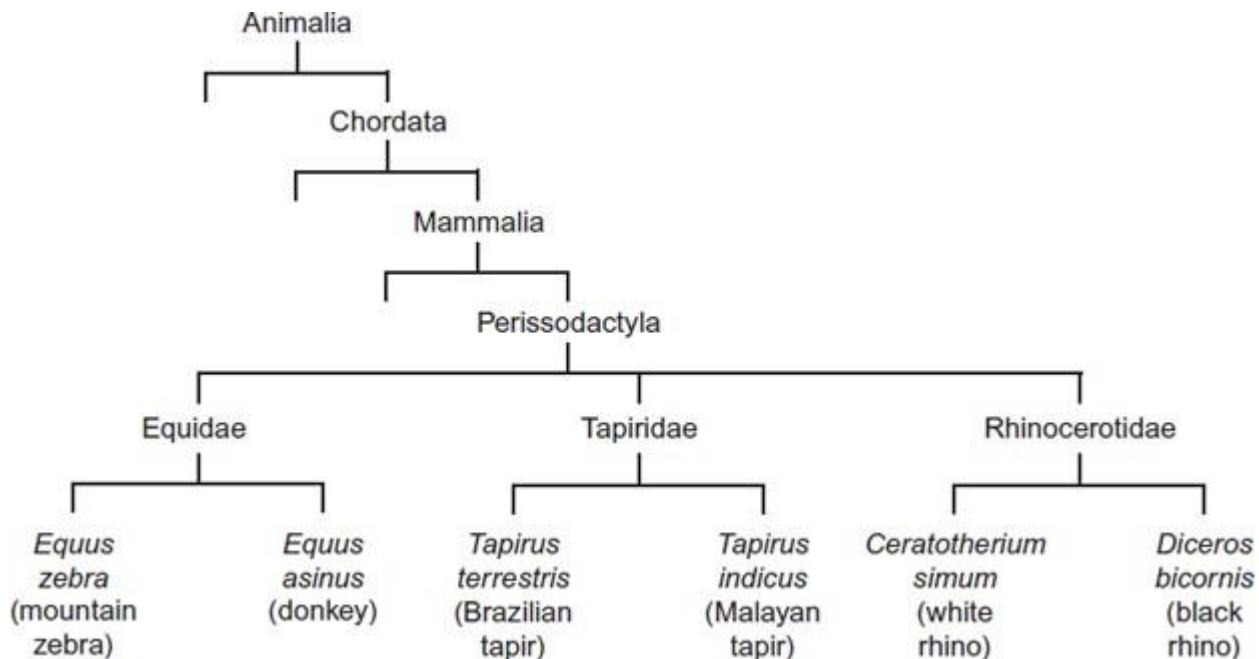 Animalia
Chordata
Mammalia
Perissodactyla
Equidae
Tapiridae
Rhinocerotidae
Equus
zebra
(mountain
zebra)
Equus
asinus
(donkey)
Tapirus
terrestris
(Brazilian
tapir)
Tapirus
indicus
(Malayan
tapir)
Ceratotherium
simum
(white
rhino)
Diceros
bicornis
(black
rhino)